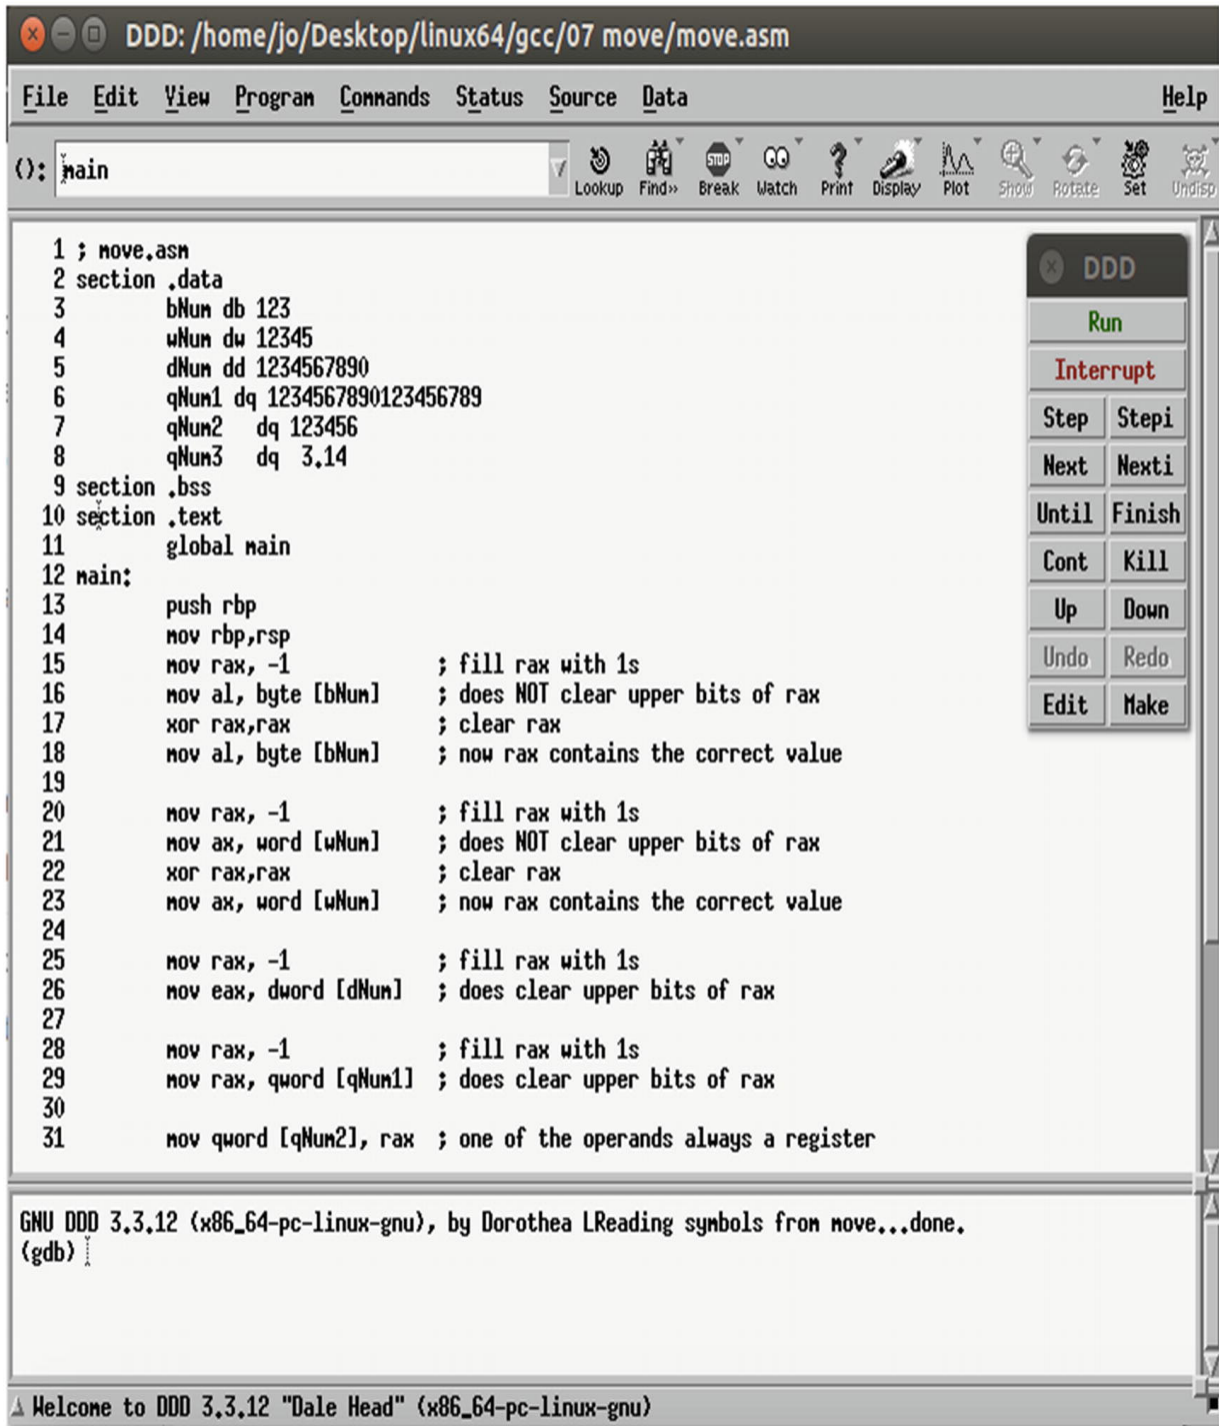 DDD: /home/jo/Desktop/linux64/gcc/07 move/move.asm
File Edit View Program Commands Status Source Data Help
(): main Lookup Find» Break Watch Print Display Plot Show Rotate Set Undisp
STOP
1 ; move.asm
2 section .data
3 bNum db 123
4 wNum dw 12345
5 dNum dd 1234567890
6 qNum1 dq 1234567890123456789
7 qNum2 dq 123456
8 qNum3 dq 3.14
9 section .bss
10 section .text
11 global main
12 main:
13 push rbp
14 mov rbp,rsp
15 mov rax, -1 ; fill rax with 1s
16 mov al, byte [bNum] ; does NOT clear upper bits of rax
17 xor rax,rax ; clear rax
18 mov al, byte [bNum] ; now rax contains the correct value
19
20 mov rax, -1 ; fill rax with 1s
21 mov ax, word [wNum] ; does NOT clear upper bits of rax
22 xor rax,rax ; clear rax
23 mov ax, word [wNum] ; now rax contains the correct value
24
25 mov rax, -1 ; fill rax with 1s
26 mov eax, dword [dNum] ; does clear upper bits of rax
27
28 mov rax, -1 ; fill rax with 1s
29 mov rax, qword [qNum1] ; does clear upper bits of rax
30
31 mov qword [qNum2], rax ; one of the operands always a register
DDD
Run
Interrupt
Step Stepi
Next Nexti
Until Finish
Cont Kill
Up Down
Undo Redo
Edit Make
GNU DDD 3.3.12 (x86_64-pc-linux-gnu), by Dorothea LReading symbols from move...done.
(gdb)
Welcome to DDD 3.3.12 "Dale Head" (x86_64-pc-linux-gnu)